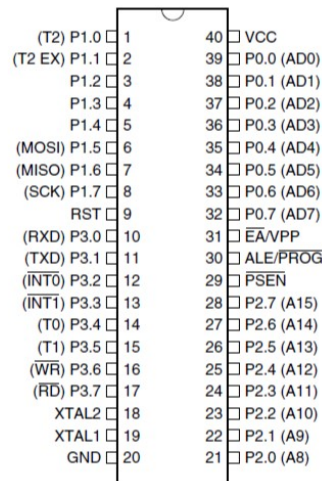 (T2) P1.0 1 40 VCC
(T2 EX) P1.1 2 39 P0.0 (AD0)
P1.2 3 38 P0.1 (AD1)
P1.3 4 37 P0.2 (AD2)
P1.4 5 36 P0.3 (AD3)
(MOSI) P1.5 6 35 P0.4 (AD4)
(MISO) P1.6 7 34 P0.5 (AD5)
(SCK) P1.7 8 33 P0.6 (AD6)
RST 9 32 P0.7 (AD7)
(RXD) P3.0 10 31 E̅A̅/VPP
(TXD) P3.1 11 30 ALE/P̅R̅O̅G̅
(I̅N̅T̅0̅) P3.2 12 29 P̅S̅E̅N̅
(I̅N̅T̅1̅) P3.3 13 28 P2.7 (A15)
(T0) P3.4 14 27 P2.6 (A14)
(T1) P3.5 15 26 P2.5 (A13)
(W̅R̅) P3.6 16 25 P2.4 (A12)
(R̅D̅) P3.7 17 24 P2.3 (A11)
XTAL2 18 23 P2.2 (A10)
XTAL1 19 22 P2.1 (A9)
GND 20 21 P2.0 (A8)